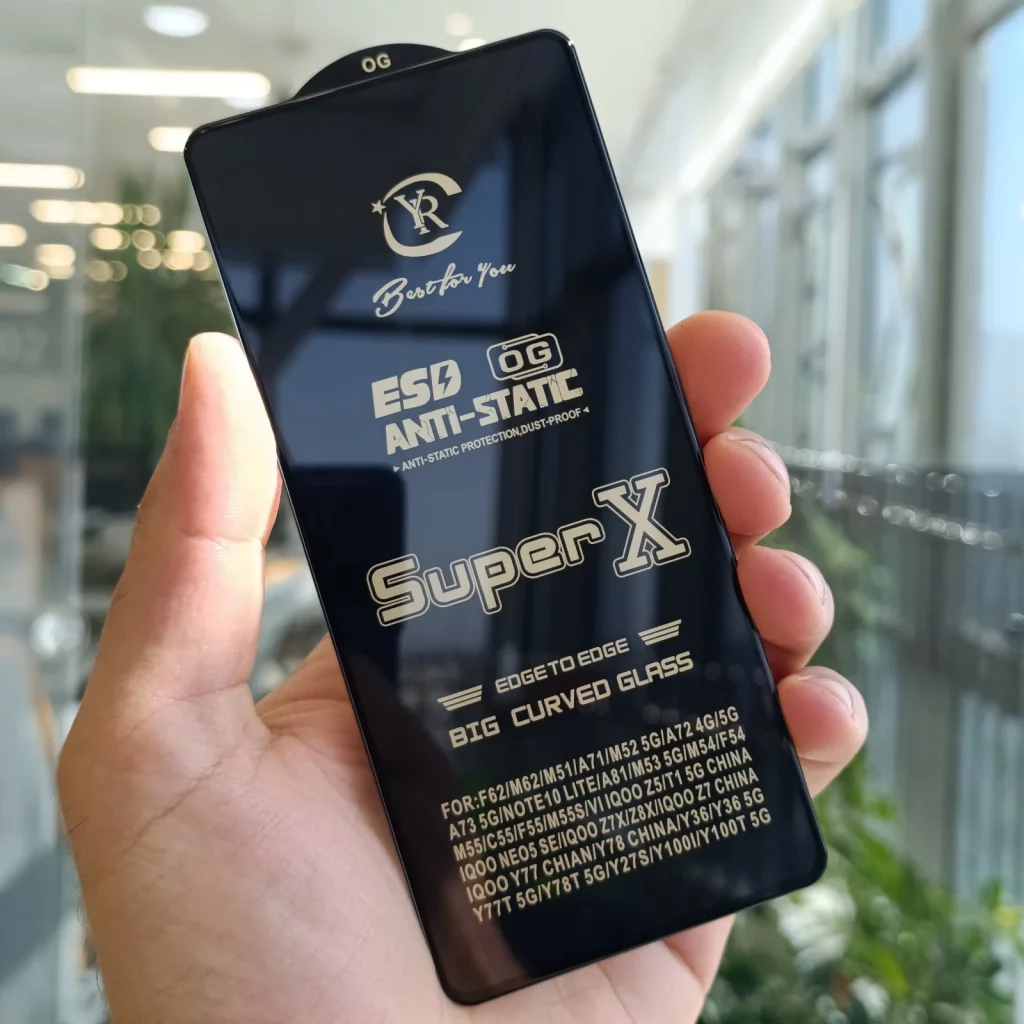 OG
YR
Best for You
ESD OG
ANTI-STATIC
ANTI-STATIC PROTECTION,DUST-PROOF
Super X
EDGE TO EDGE
BIG CURVED GLASS
FOR:F62/M62/M51/A71/M52 5G/A72 4G/5G
A73 5G/NOTE10 LITE/A81/M53 5G/M54/F54
M55/C55/F55/M55S/VI IQOO Z5/T1 5G CHINA
IQOO NEO5 SE/IQOO Z7X/Z8X/IQOO Z7 CHINA
IQOO Y77 CHIAN/Y78 CHINA/Y36/Y36 5G
Y77T 5G/Y78T 5G/Y27S/Y100I/Y100T 5G